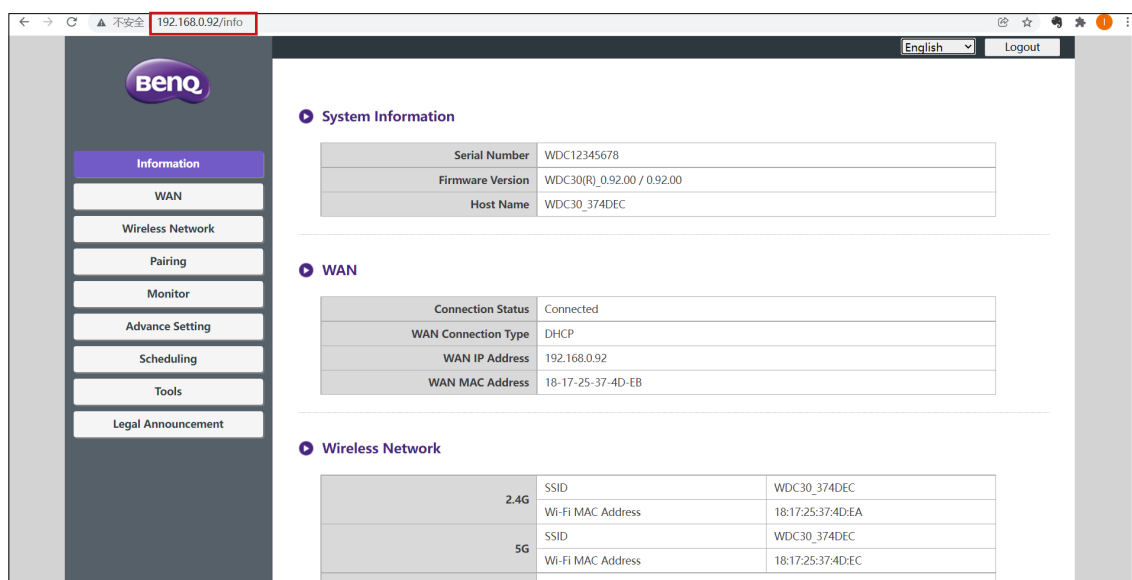 不安全 192.168.0.92/info
English Logout
BenQ
Information
WAN
Wireless Network
Pairing
Monitor
Advance Setting
Scheduling
Tools
Legal Announcement
System Information
Serial Number WDC12345678
Firmware Version WDC30(R)_0.92.00 / 0.92.00
Host Name WDC30_374DEC
WAN
Connection Status Connected
WAN Connection Type DHCP
WAN IP Address 192.168.0.92
WAN MAC Address 18-17-25-37-4D-EB
Wireless Network
2.4G
SSID WDC30_374DEC
Wi-Fi MAC Address 18:17:25:37:4D:EA
5G
SSID WDC30_374DEC
Wi-Fi MAC Address 18:17:25:37:4D:EC